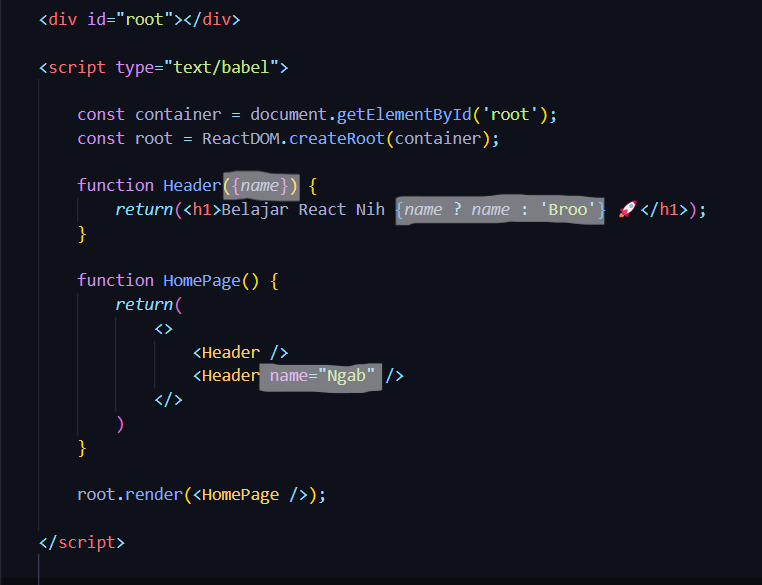 <div id="root"></div>
<script type="text/babel">
const container = document.getElementById('root');
const root = ReactDOM.createRoot(container);
function Header({name}) {
return(<h1>Belajar React Nih {name ? name : 'Broo'} 🚀</h1>);
}
function HomePage() {
return(
<>
<Header />
<Header name="Ngab" />
</>
)
}
root.render(<HomePage />);
</script>